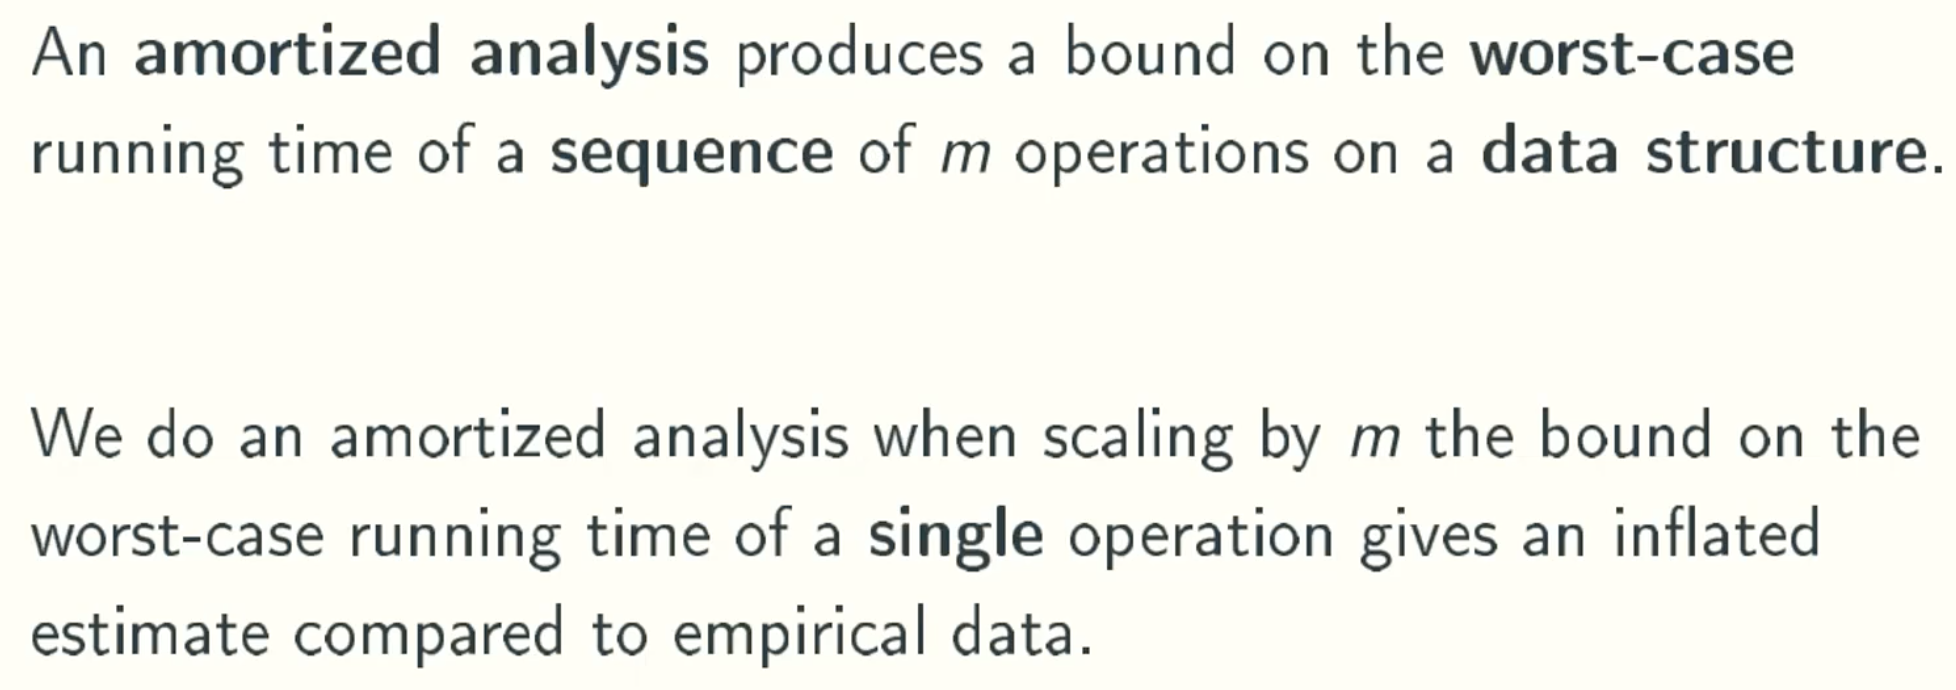 An amortized analysis produces a bound on the worst-case
running time of a sequence of m operations on a data structure.
We do an amortized analysis when scaling by m the bound on the
worst-case running time of a single operation gives an inflated
estimate compared to empirical data.